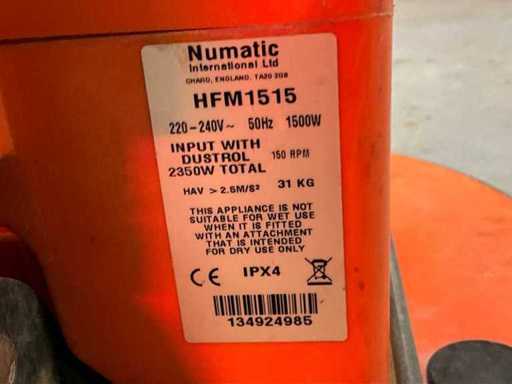 Numatic
International Ltd
CHARD, ENGLAND. TA20 2GB
HFM1515
220-240V~ 50Hz 1500W
INPUT WITH
DUSTROL 150 RPM
2350W TOTAL
HAV > 2.5M/S² 31 KG
THIS APPLIANCE IS NOT
SUITABLE FOR WET USE
WHEN IT IS FITTED
WITH AN ATTACHMENT
THAT IS INTENDED
FOR DRY USE ONLY
CE IPX4
134924985